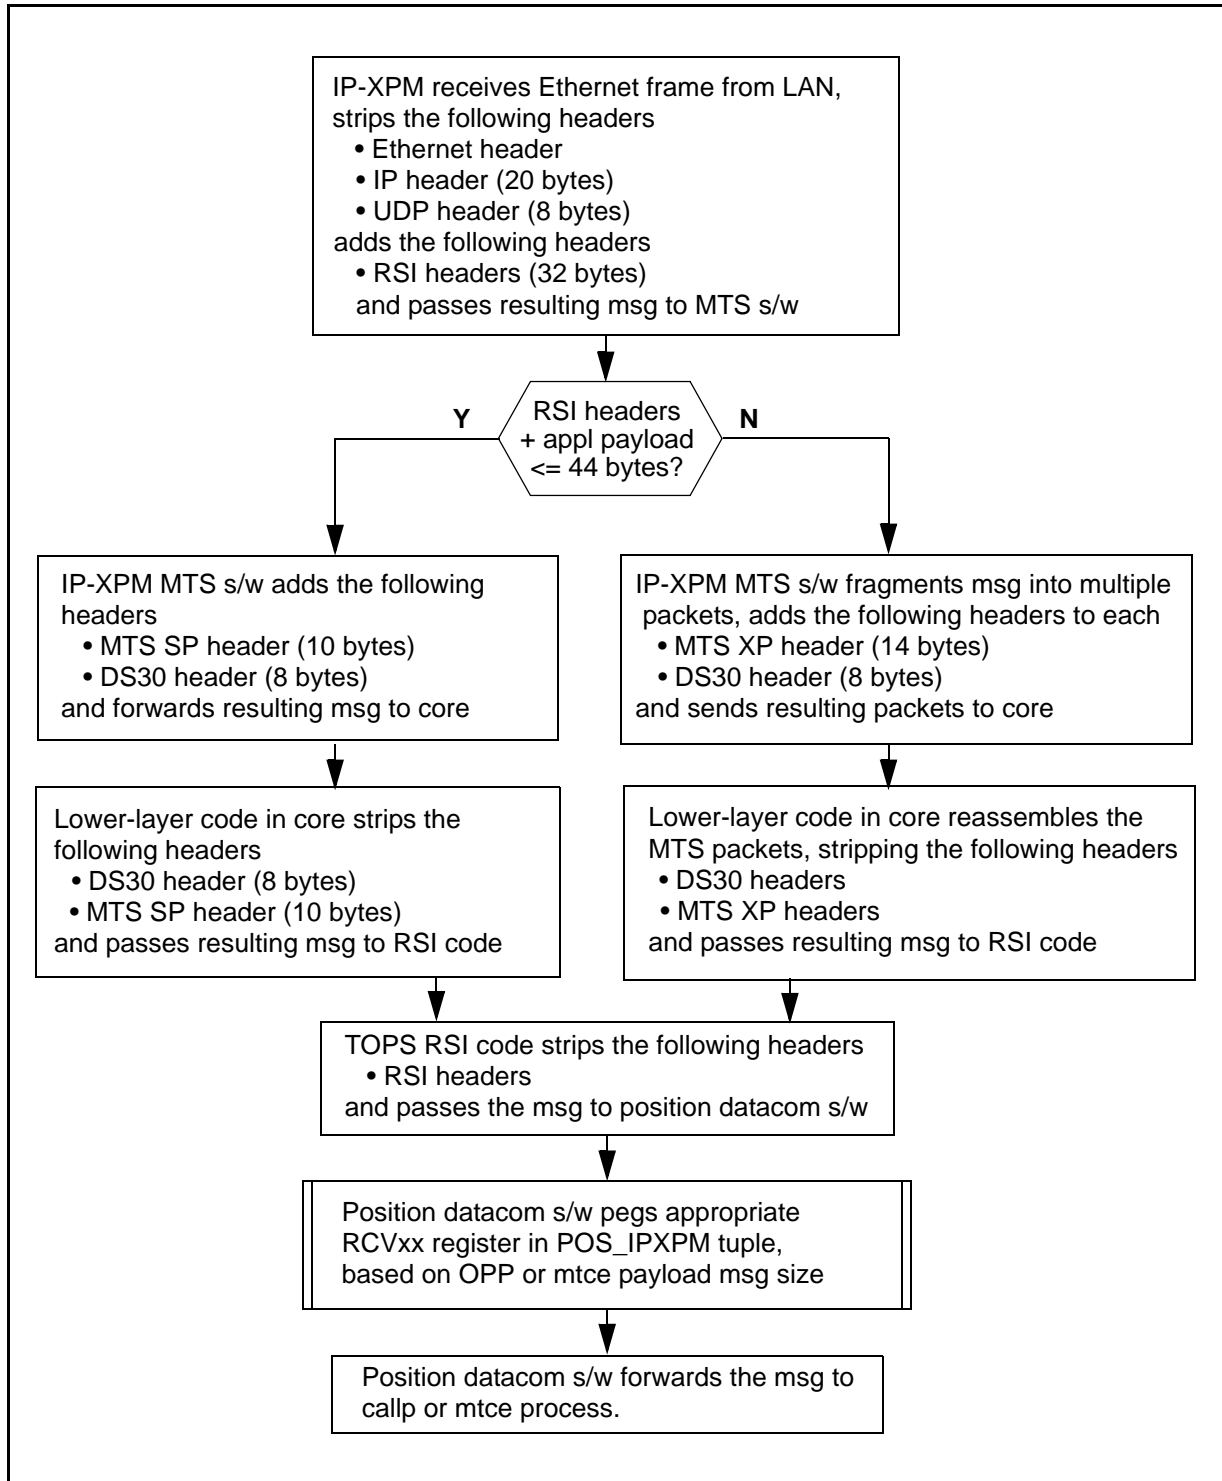 IP-XPM receives Ethernet frame from LAN,
strips the following headers
• Ethernet header
• IP header (20 bytes)
• UDP header (8 bytes)
adds the following headers
• RSI headers (32 bytes)
and passes resulting msg to MTS s/w
Y
RSI headers
+ appl payload
<= 44 bytes?
N
IP-XPM MTS s/w adds the following
headers
• MTS SP header (10 bytes)
• DS30 header (8 bytes)
and forwards resulting msg to core
IP-XPM MTS s/w fragments msg into multiple
packets, adds the following headers to each
• MTS XP header (14 bytes)
• DS30 header (8 bytes)
and sends resulting packets to core
Lower-layer code in core strips the
following headers
• DS30 header (8 bytes)
• MTS SP header (10 bytes)
and passes resulting msg to RSI code
Lower-layer code in core reassembles the
MTS packets, stripping the following headers
• DS30 headers
• MTS XP headers
and passes resulting msg to RSI code
TOPS RSI code strips the following headers
• RSI headers
and passes the msg to position datacom s/w
Position datacom s/w pegs appropriate
RCVxx register in POS_IPXPM tuple,
based on OPP or mtce payload msg size
Position datacom s/w forwards the msg to
callp or mtce process.